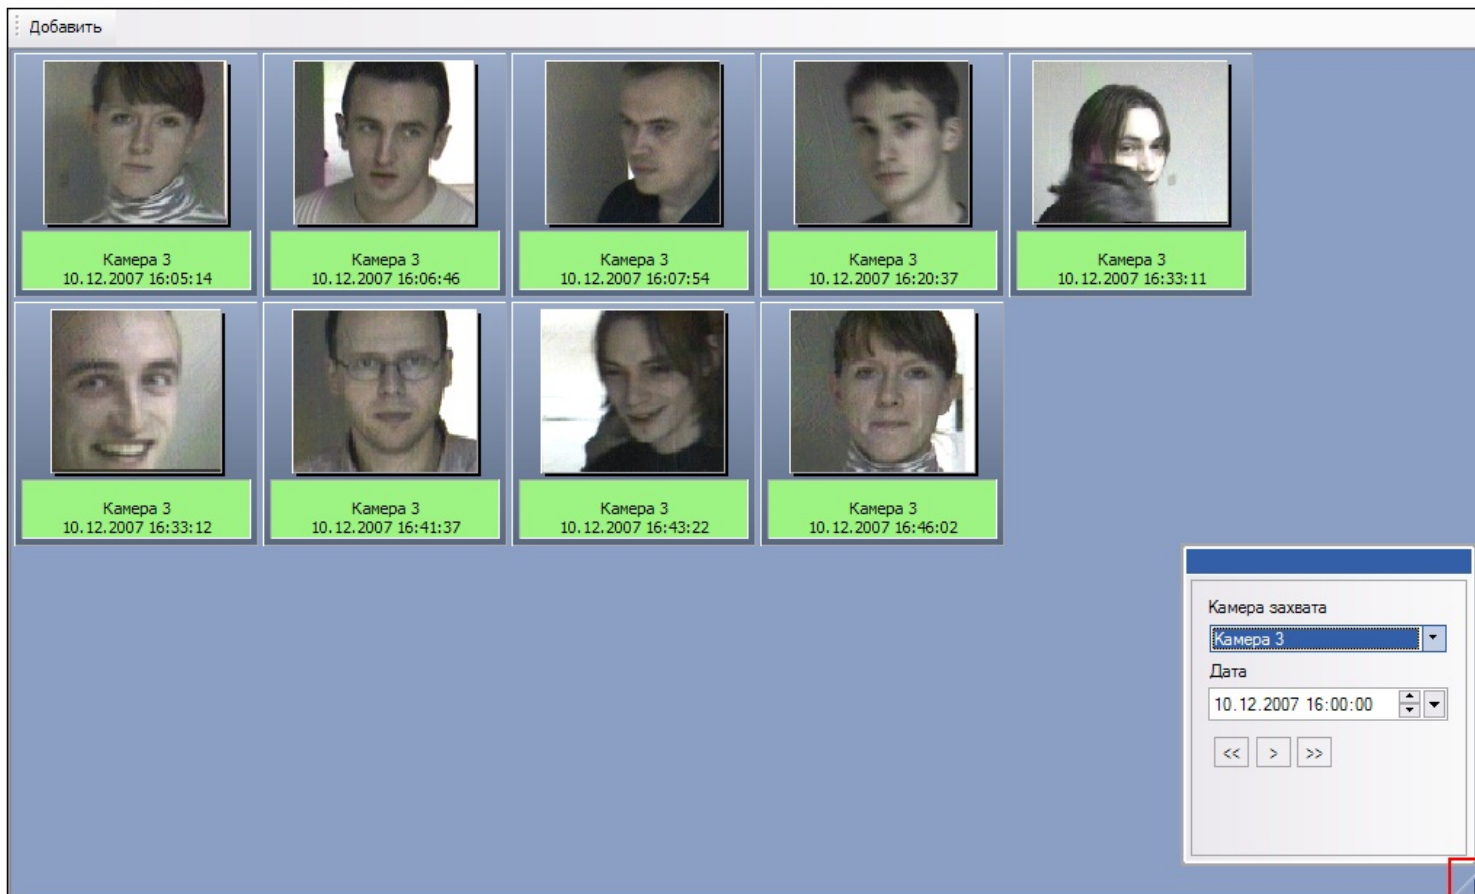 Добавить
Камера 3
10.12.2007 16:05:14
Камера 3
10.12.2007 16:06:46
Камера 3
10.12.2007 16:07:54
Камера 3
10.12.2007 16:20:37
Камера 3
10.12.2007 16:33:11
Камера 3
10.12.2007 16:33:12
Камера 3
10.12.2007 16:41:37
Камера 3
10.12.2007 16:43:22
Камера 3
10.12.2007 16:46:02
Камера захвата
Камера 3
Дата
10.12.2007 16:00:00
<< > >>